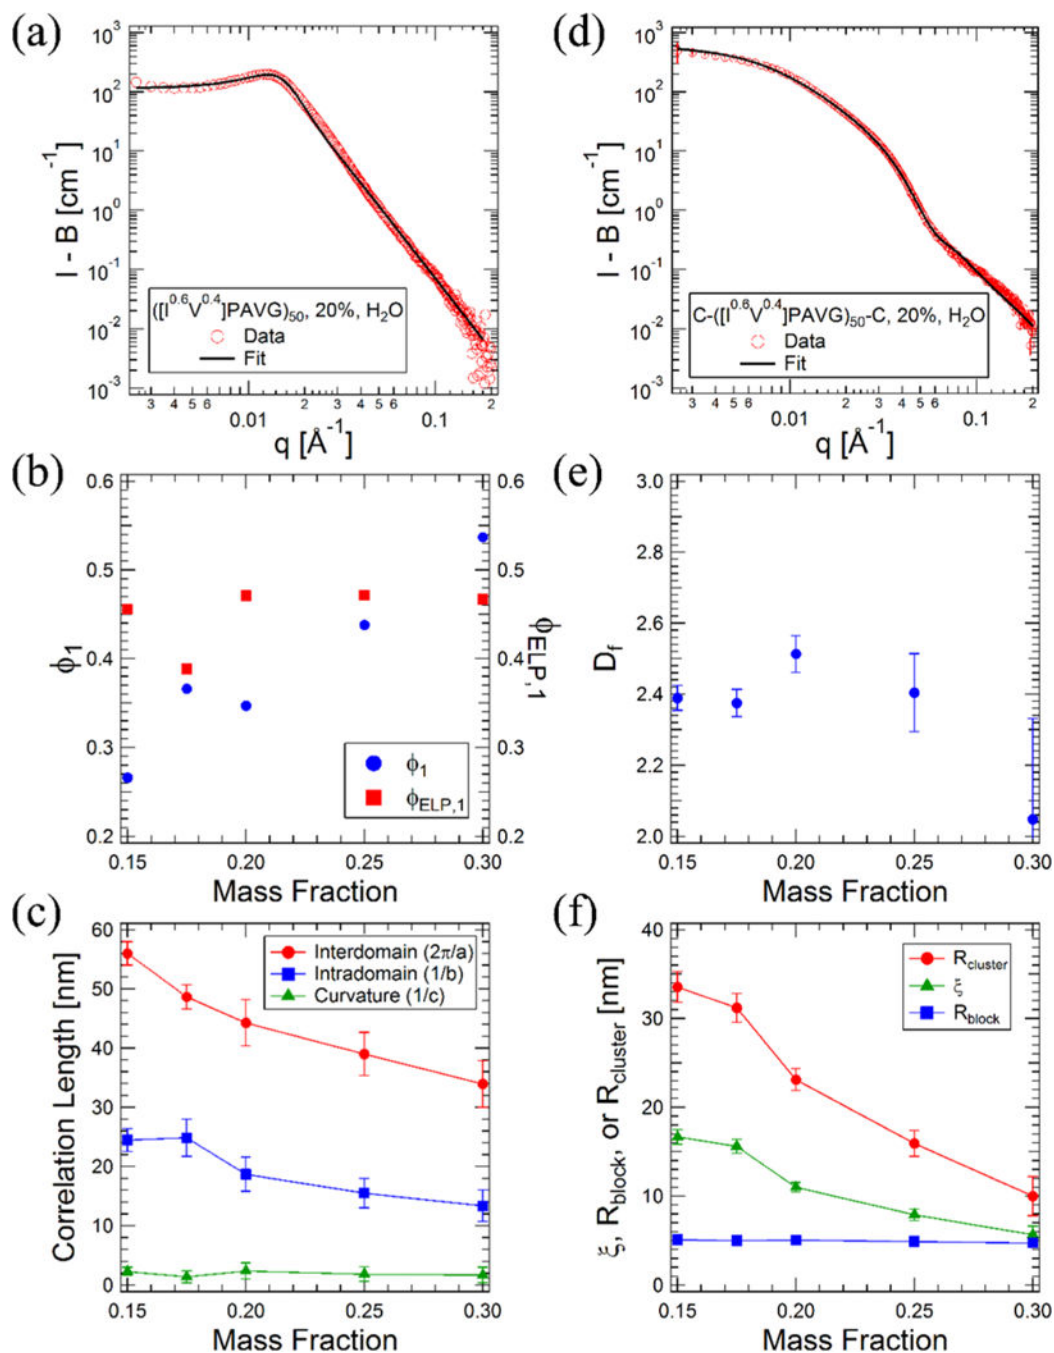 (a)
10³
10²
10¹
10⁰
10⁻¹
10⁻²
10⁻³
I - B [cm⁻¹]
([I⁰·⁶V⁰·⁴]PAVG)₅₀, 20%, H₂O
Data
Fit
3 4 5 6 0.01 2 3 4 5 6 0.1 2
q [Å⁻¹]
(d)
10³
10²
10¹
10⁰
10⁻¹
10⁻²
10⁻³
I - B [cm⁻¹]
C-([I⁰·⁶V⁰·⁴]PAVG)₅₀-C, 20%, H₂O
Data
Fit
3 4 5 6 0.01 2 3 4 5 6 0.1 2
q [Å⁻¹]
(b)
0.6
0.5
0.4
0.3
0.2
ϕ₁
0.6
0.5
0.4
0.3
0.2
ϕELP,1
ϕ₁
ϕELP,1
0.15 0.20 0.25 0.30
Mass Fraction
(e)
3.0
2.8
2.6
2.4
2.2
2.0
Df
0.15 0.20 0.25 0.30
Mass Fraction
(c)
60
50
40
30
20
10
0
Correlation Length [nm]
Interdomain (2π/a)
Intradomain (1/b)
Curvature (1/c)
0.15 0.20 0.25 0.30
Mass Fraction
(f)
40
30
20
10
0
ξ, Rblock, or Rcluster [nm]
Rcluster
ξ
Rblock
0.15 0.20 0.25 0.30
Mass Fraction